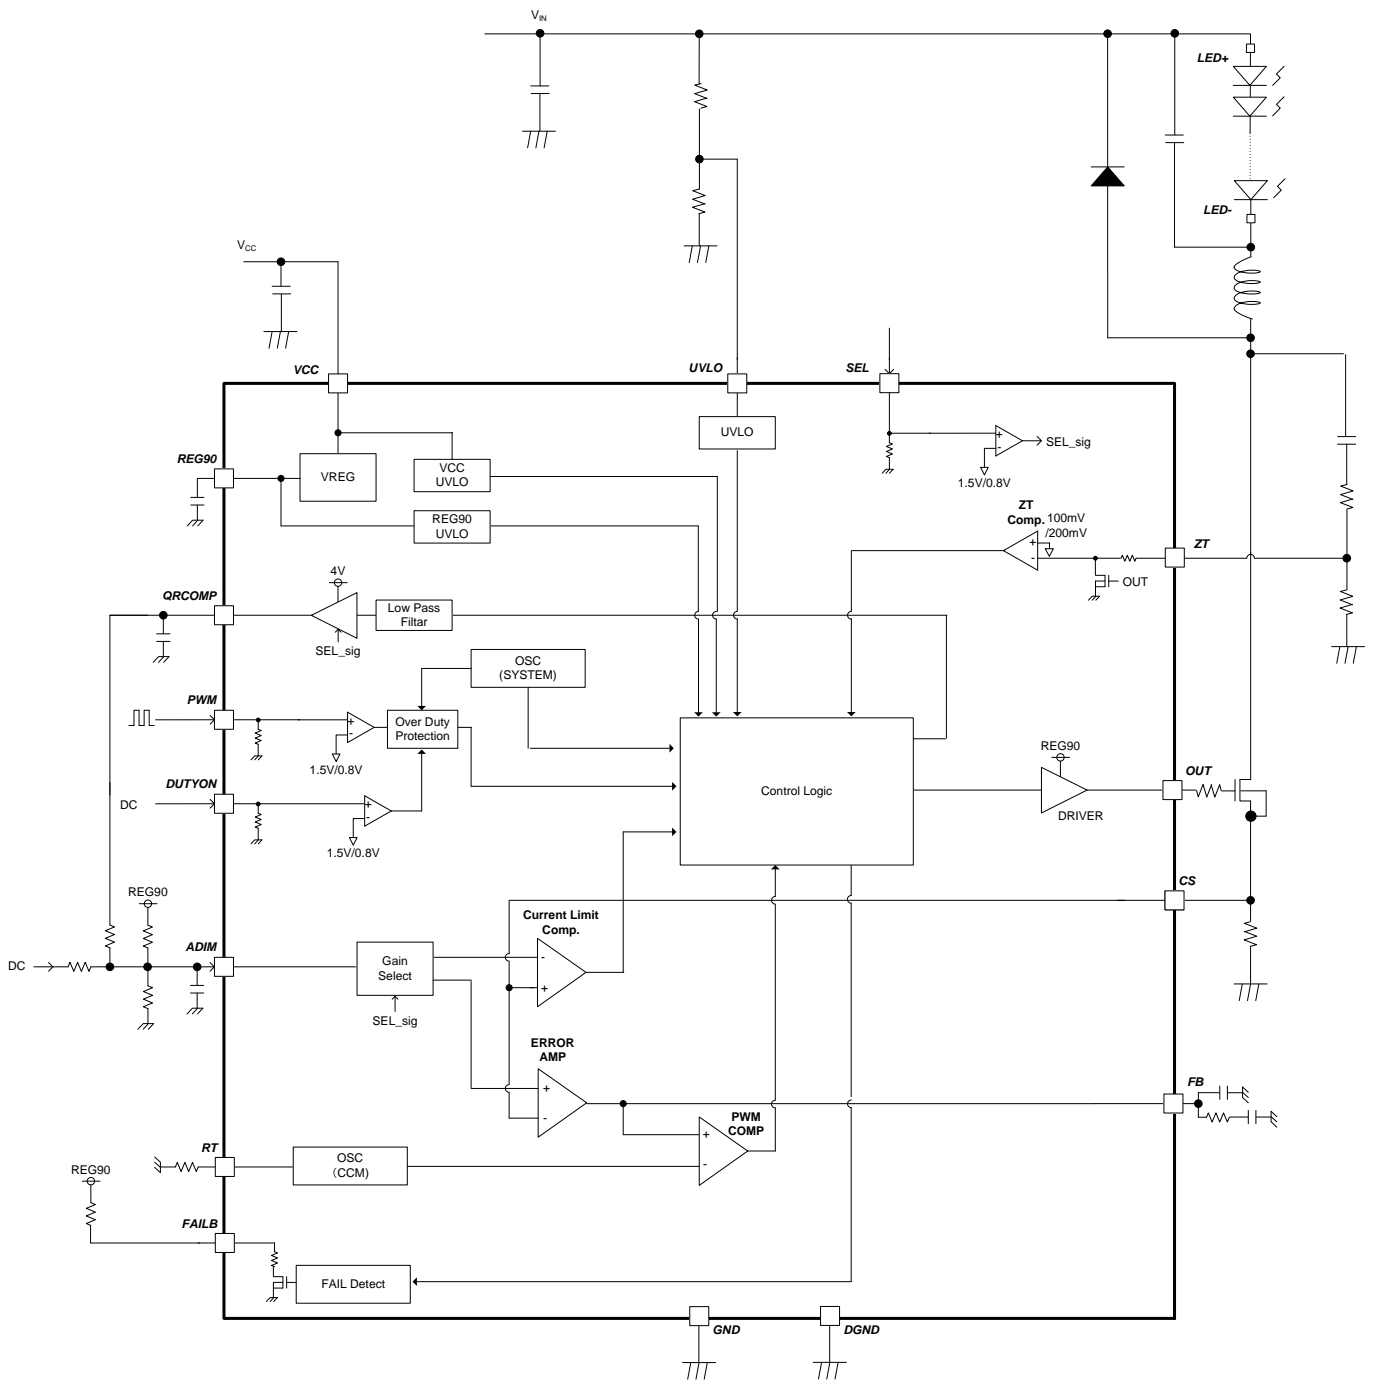 VIN
LED+
LED-
VCC
VCC
UVLO
SEL
UVLO
SEL_sig
1.5V/0.8V
REG90
VREG
VCC
UVLO
REG90
UVLO
ZT
Comp.
100mV
/200mV
ZT
OUT
4V
QRCOMP
Low Pass
Filtar
SEL_sig
OSC
(SYSTEM)
PWM
Over Duty
Protection
1.5V/0.8V
DUTYON
DC
1.5V/0.8V
Control Logic
REG90
DRIVER
OUT
CS
REG90
Current Limit
Comp.
ADIM
DC
Gain
Select
-
+
SEL_sig
ERROR
AMP
+
-
FB
PWM
COMP
+
-
RT
OSC
(CCM)
REG90
FAILB
FAIL Detect
GND
DGND